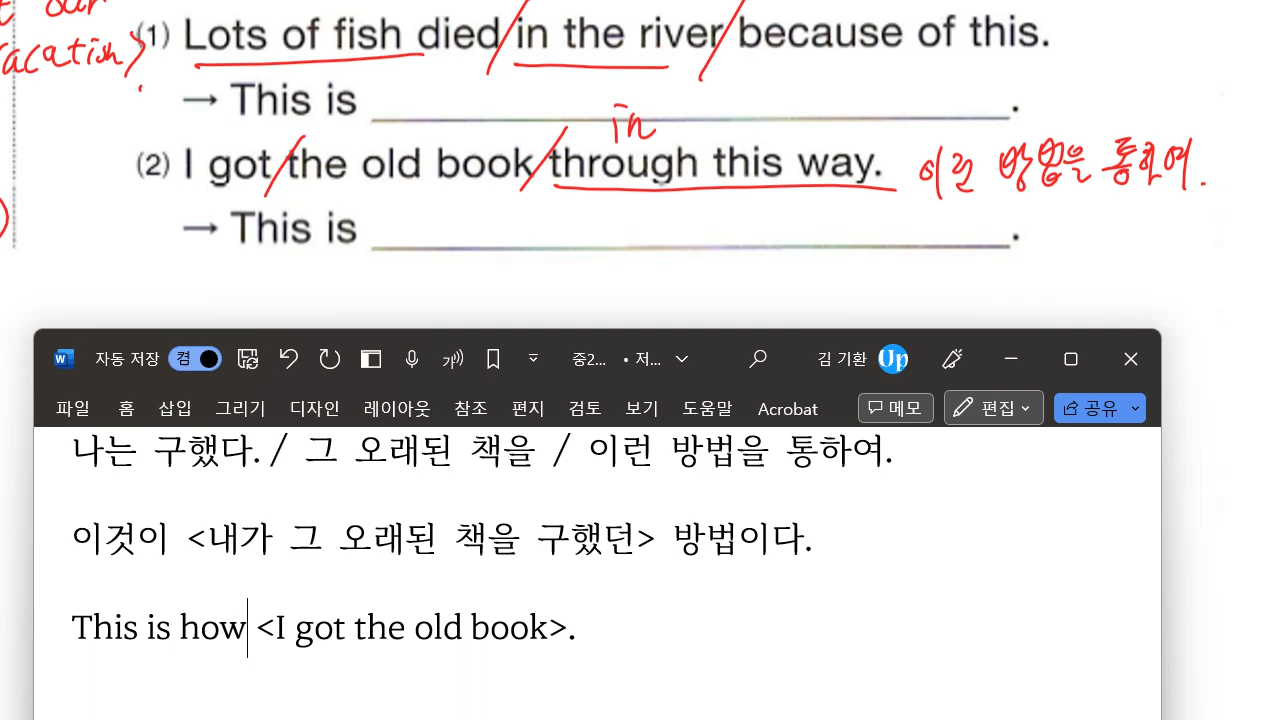 (1) Lots of fish died / in the river / because of this.
acation)
→ This is ____________________.
in
(2) I got / the old book / through this way. 이런 방법을 통하여.
→ This is ____________________.
자동 저장 켬 가 중2... • 저... 김 기환 Up
파일 홈 삽입 그리기 디자인 레이아웃 참조 편지 검토 보기 도움말 Acrobat 메모 편집 공유
나는 구했다. / 그 오래된 책을 / 이런 방법을 통하여.
이것이 <내가 그 오래된 책을 구했던> 방법이다.
This is how <I got the old book>.